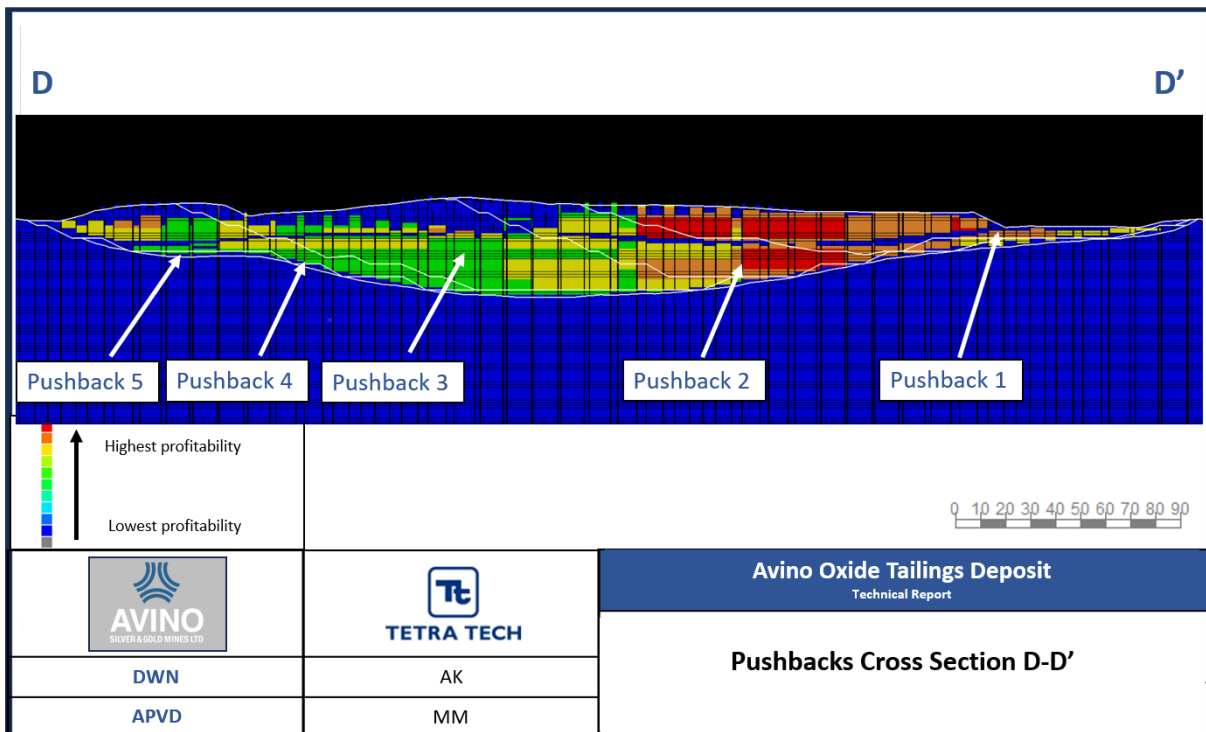 D
D’
Pushback 5
Pushback 4
Pushback 3
Pushback 2
Pushback 1
Highest profitability
Lowest profitability
0 10 20 30 40 50 60 70 80 90
AVINO
SILVER & GOLD MINES LTD
Tt
TETRA TECH
Avino Oxide Tailings Deposit
Technical Report
DWN
AK
Pushbacks Cross Section D-D’
APVD
MM